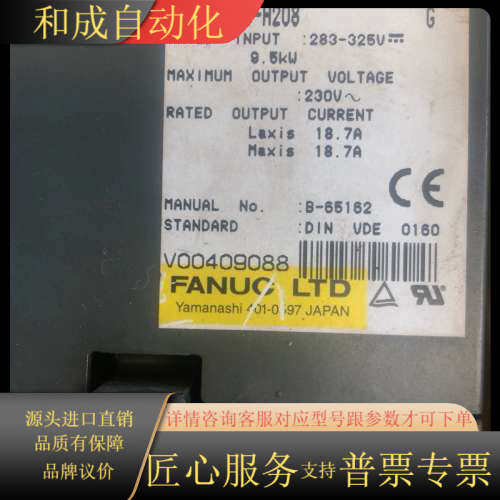 和成自动化
-H208 G
INPUT :283-325V⎓
9.5kW
MAXIMUM OUTPUT VOLTAGE
:230V~
RATED OUTPUT CURRENT
Laxis 18.7A
Maxis 18.7A
MANUAL No. :B-65162
STANDARD :DIN VDE 0160
CE
V00409088
FANUC LTD
Yamanashi 401-0597 JAPAN
源头进口直销
品质有保障
品牌议价
详情咨询客服对应型号跟参数才可下单
匠心服务支持普票专票